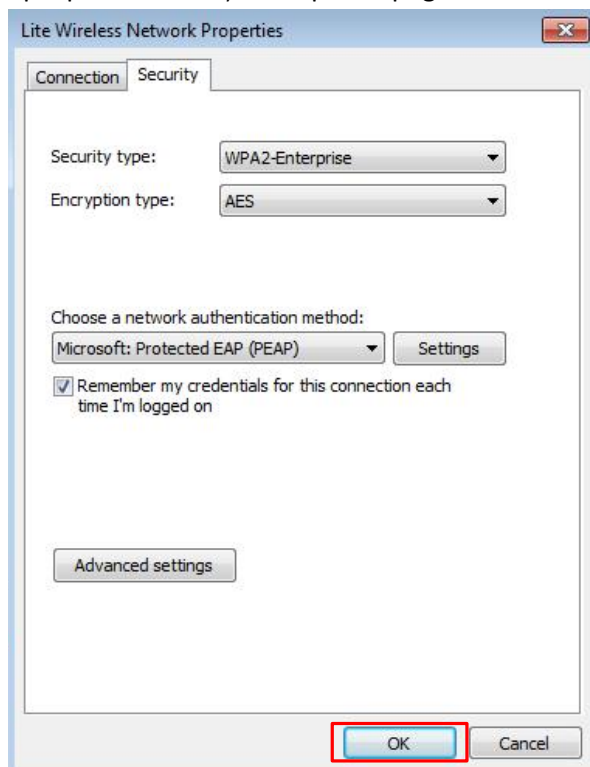 Lite Wireless Network Properties
Connection Security
Security type: WPA2-Enterprise
Encryption type: AES
Choose a network authentication method:
Microsoft: Protected EAP (PEAP) Settings
Remember my credentials for this connection each
time I'm logged on
Advanced settings
OK Cancel